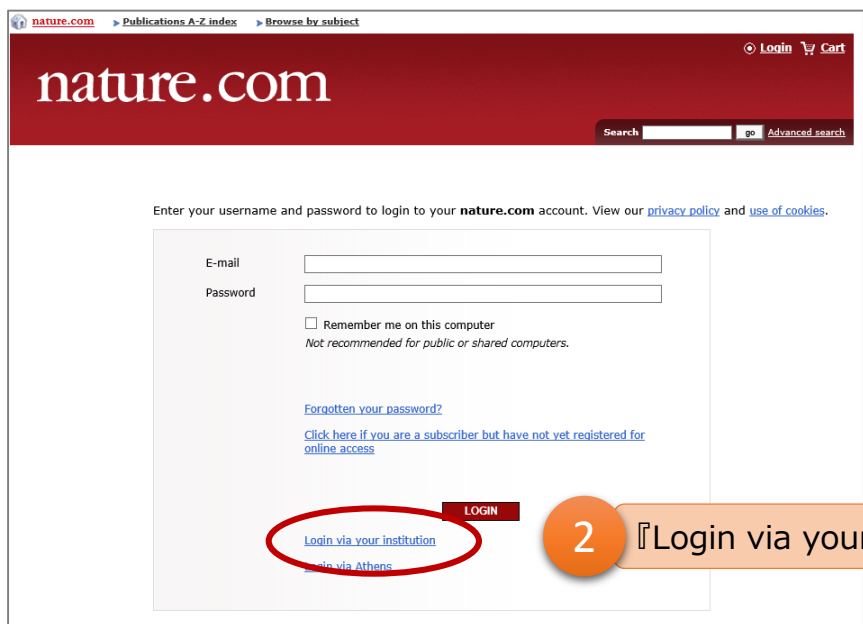 nature.com Publications A-Z index Browse by subject
Login Cart
nature.com
Search go Advanced search
Enter your username and password to login to your nature.com account. View our privacy policy and use of cookies.
E-mail
Password
Remember me on this computer
Not recommended for public or shared computers.
Forgotten your password?
Click here if you are a subscriber but have not yet registered for
online access
LOGIN
Login via your institution
2 『Login via your
Login via Athens